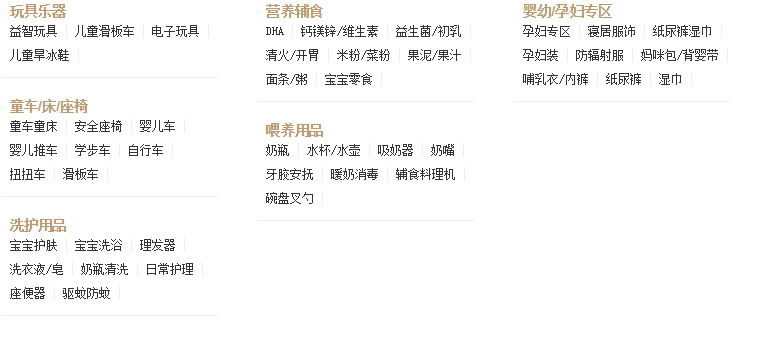 玩具乐器
益智玩具 儿童滑板车 电子玩具
儿童旱冰鞋
童车/床/座椅
童车童床 安全座椅 婴儿车
婴儿推车 学步车 自行车
扭扭车 滑板车
洗护用品
宝宝护肤 宝宝洗浴 理发器
洗衣液/皂 奶瓶清洗 日常护理
座便器 驱蚊防蚊
营养辅食
DHA 钙镁锌/维生素 益生菌/初乳
清火/开胃 米粉/菜粉 果泥/果汁
面条/粥 宝宝零食
喂养用品
奶瓶 水杯/水壶 吸奶器 奶嘴
牙胶安抚 暖奶消毒 辅食料理机
碗盘叉勺
婴幼/孕妇专区
孕妇专区 寝居服饰 纸尿裤湿巾
孕妇装 防辐射服 妈咪包/背婴带
哺乳衣/内裤 纸尿裤 湿巾